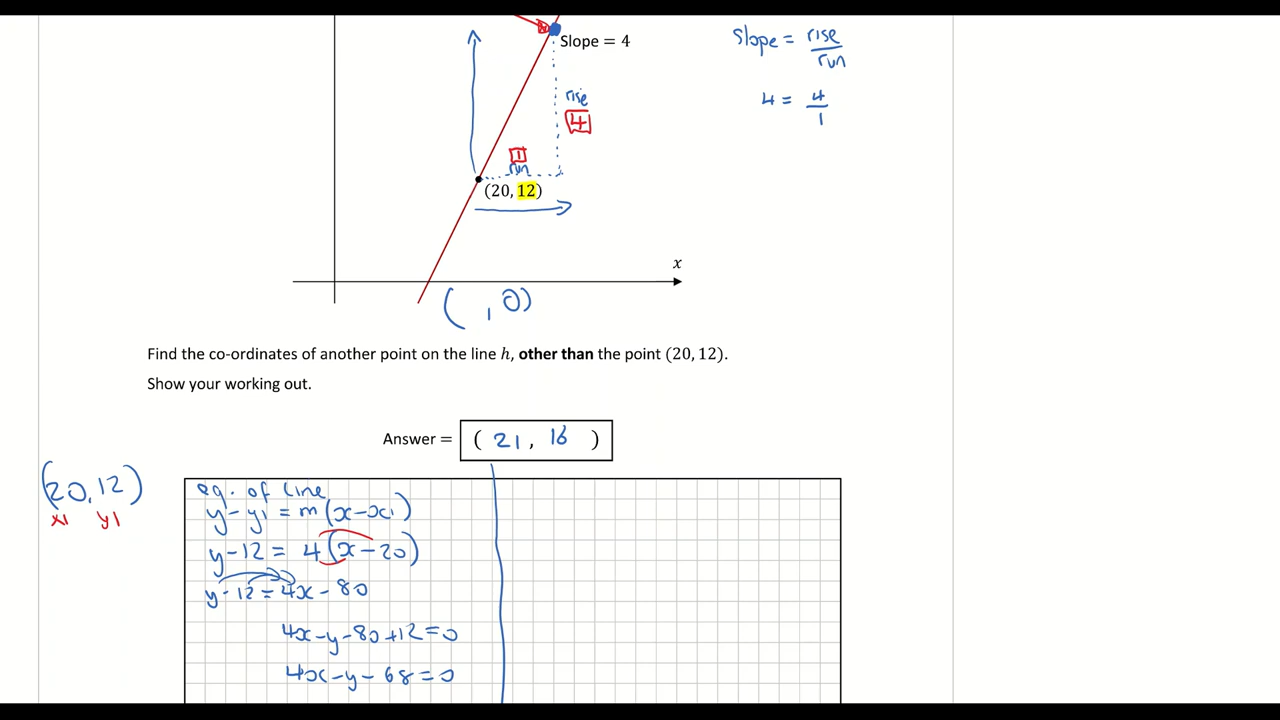 Slope = 4
Slope = rise
run
4 = 4
1
rise
4
1
run
(20, 12)
x
( , 0)
Find the co-ordinates of another point on the line h, other than the point (20, 12).
Show your working out.
Answer = ( 21, 16 )
(20, 12)
x1 y1
eq. of line
y - y1 = m(x - x1)
y - 12 = 4(x - 20)
y - 12 = 4x - 80
4x - y - 80 + 12 = 0
4x - y - 68 = 0